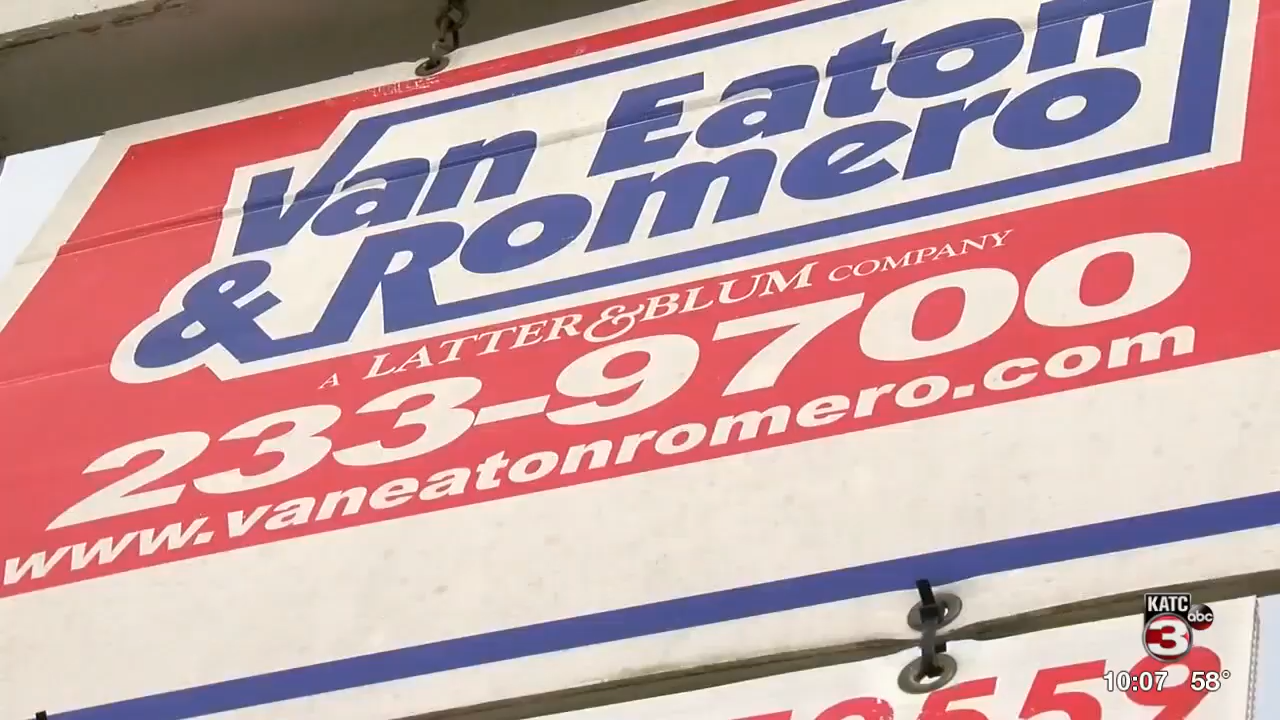 Van Eaton
& Romero
A LATTER & BLUM COMPANY
233-9700
www.vaneatonromero.com
KATC
abc
3
10:07 58°